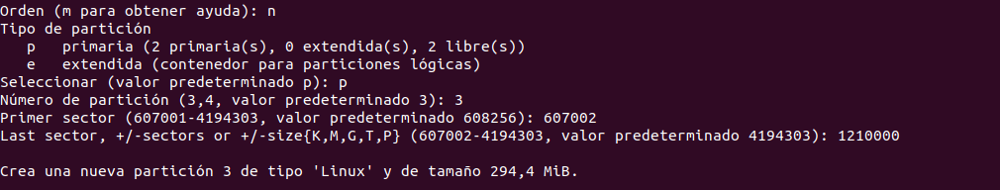 Orden (m para obtener ayuda): n
Tipo de partición
p primaria (2 primaria(s), 0 extendida(s), 2 libre(s))
e extendida (contenedor para particiones lógicas)
Seleccionar (valor predeterminado p): p
Número de partición (3,4, valor predeterminado 3): 3
Primer sector (607001-4194303, valor predeterminado 608256): 607002
Last sector, +/-sectors or +/-size{K,M,G,T,P} (607002-4194303, valor predeterminado 4194303): 1210000
Crea una nueva partición 3 de tipo 'Linux' y de tamaño 294,4 MiB.